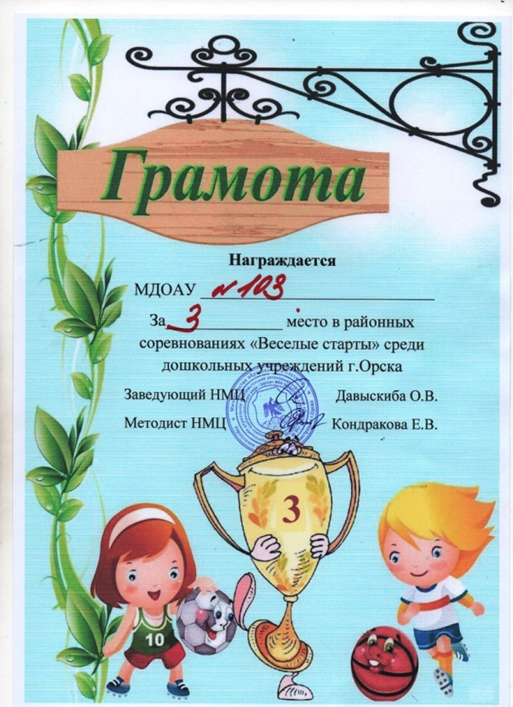 Грамота
Награждается
МДОАУ № 103
За 3 место в районных
соревнованиях «Веселые старты» среди
дошкольных учреждений г.Орска
Заведующий НМЦ Давыскиба О.В.
Методист НМЦ Кондракова Е.В.
3
10